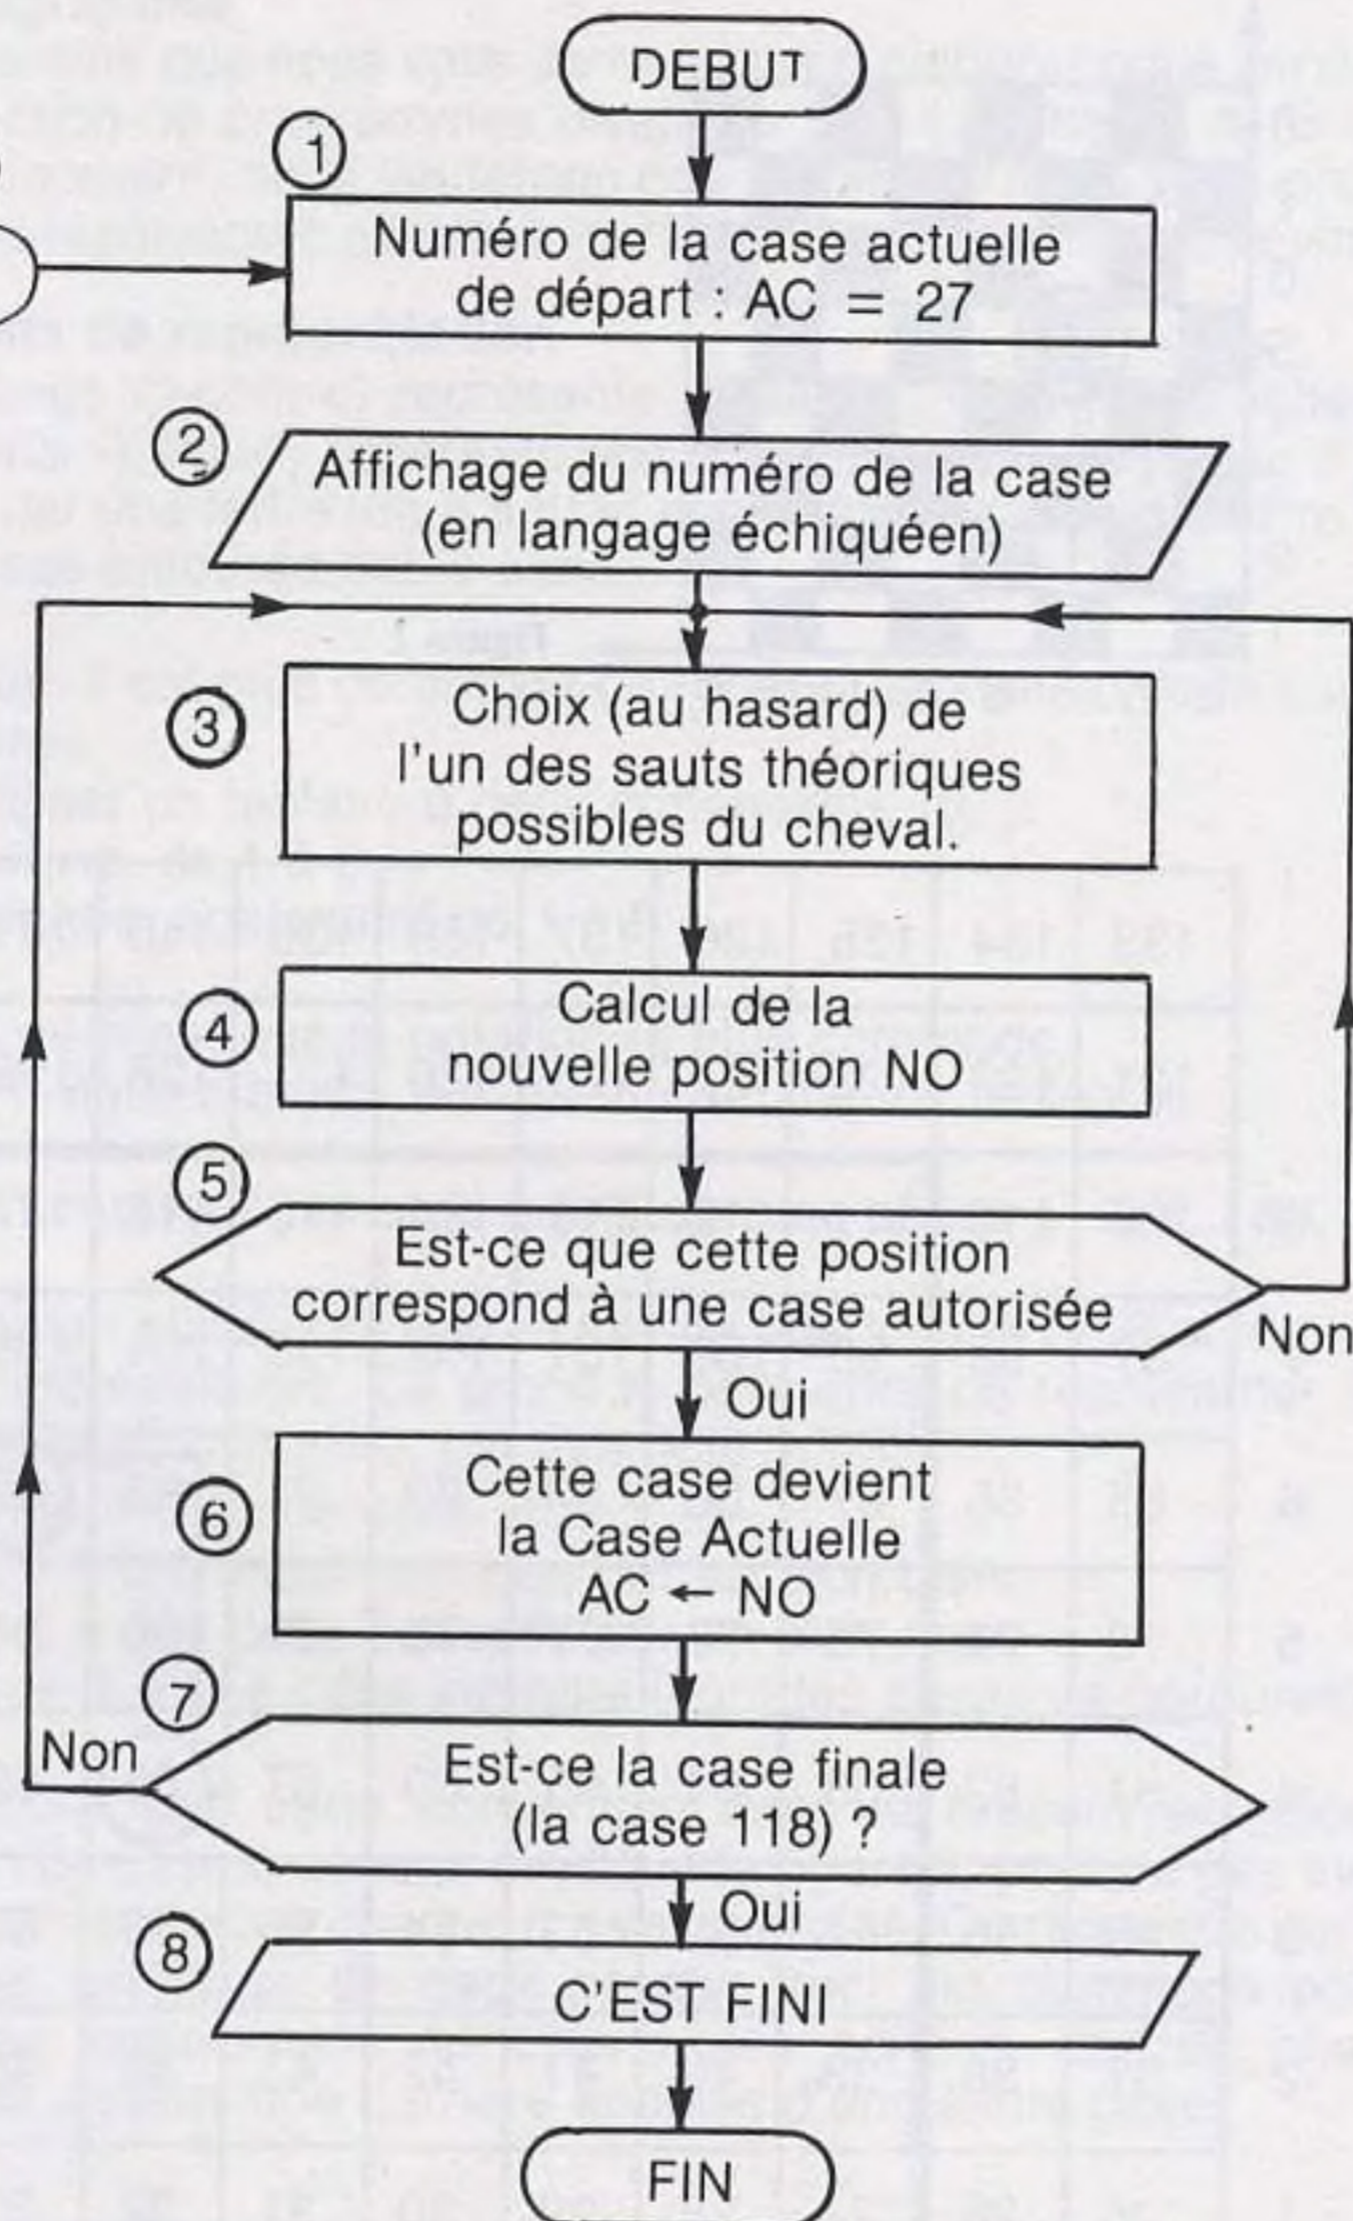 DEBUT
1
Numéro de la case actuelle
de départ : AC = 27
2
Affichage du numéro de la case
(en langage échiquéen)
3
Choix (au hasard) de
l'un des sauts théoriques
possibles du cheval.
4
Calcul de la
nouvelle position NO
5
Est-ce que cette position
correspond à une case autorisée
Non
Oui
6
Cette case devient
la Case Actuelle
AC ← NO
7
Non
Est-ce la case finale
(la case 118) ?
Oui
8
C'EST FINI
FIN